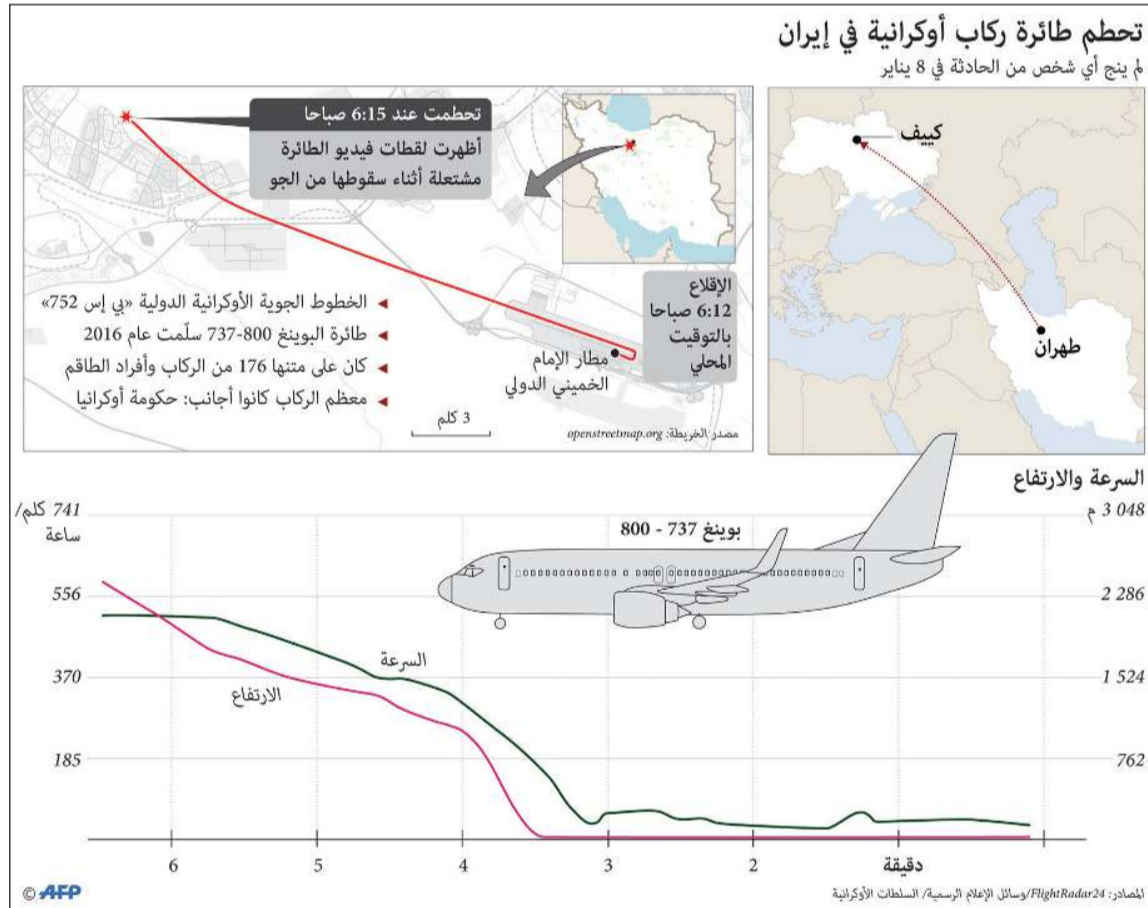 تحطم طائرة ركاب أوكرانية في إيران
لم ينج أي شخص من الحادثة في 8 يناير
كييف
طهران
تحطمت عند 6:15 صباحا
أظهرت لقطات فيديو الطائرة
مشتعلة أثناء سقوطها من الجو
الإقلاع
6:12 صباحا
بالتوقيت
المحلي
مطار الإمام
الخميني الدولي
◄ الخطوط الجوية الأوكرانية الدولية «بي إس 752»
◄ طائرة البوينغ 800-737 سلّمت عام 2016
◄ كان على متنها 176 من الركاب وأفراد الطاقم
◄ معظم الركاب كانوا أجانب: حكومة أوكرانيا
3 كلم
مصدر الخريطة: openstreetmap.org
السرعة والارتفاع
3 048 م
2 286
1 524
762
741 كلم/
ساعة
556
370
185
بوينغ 737 - 800
السرعة
الارتفاع
دقيقة
2
3
4
5
6
المصادر: FlightRadar24/وسائل الإعلام الرسمية/ السلطات الأوكرانية
© AFP